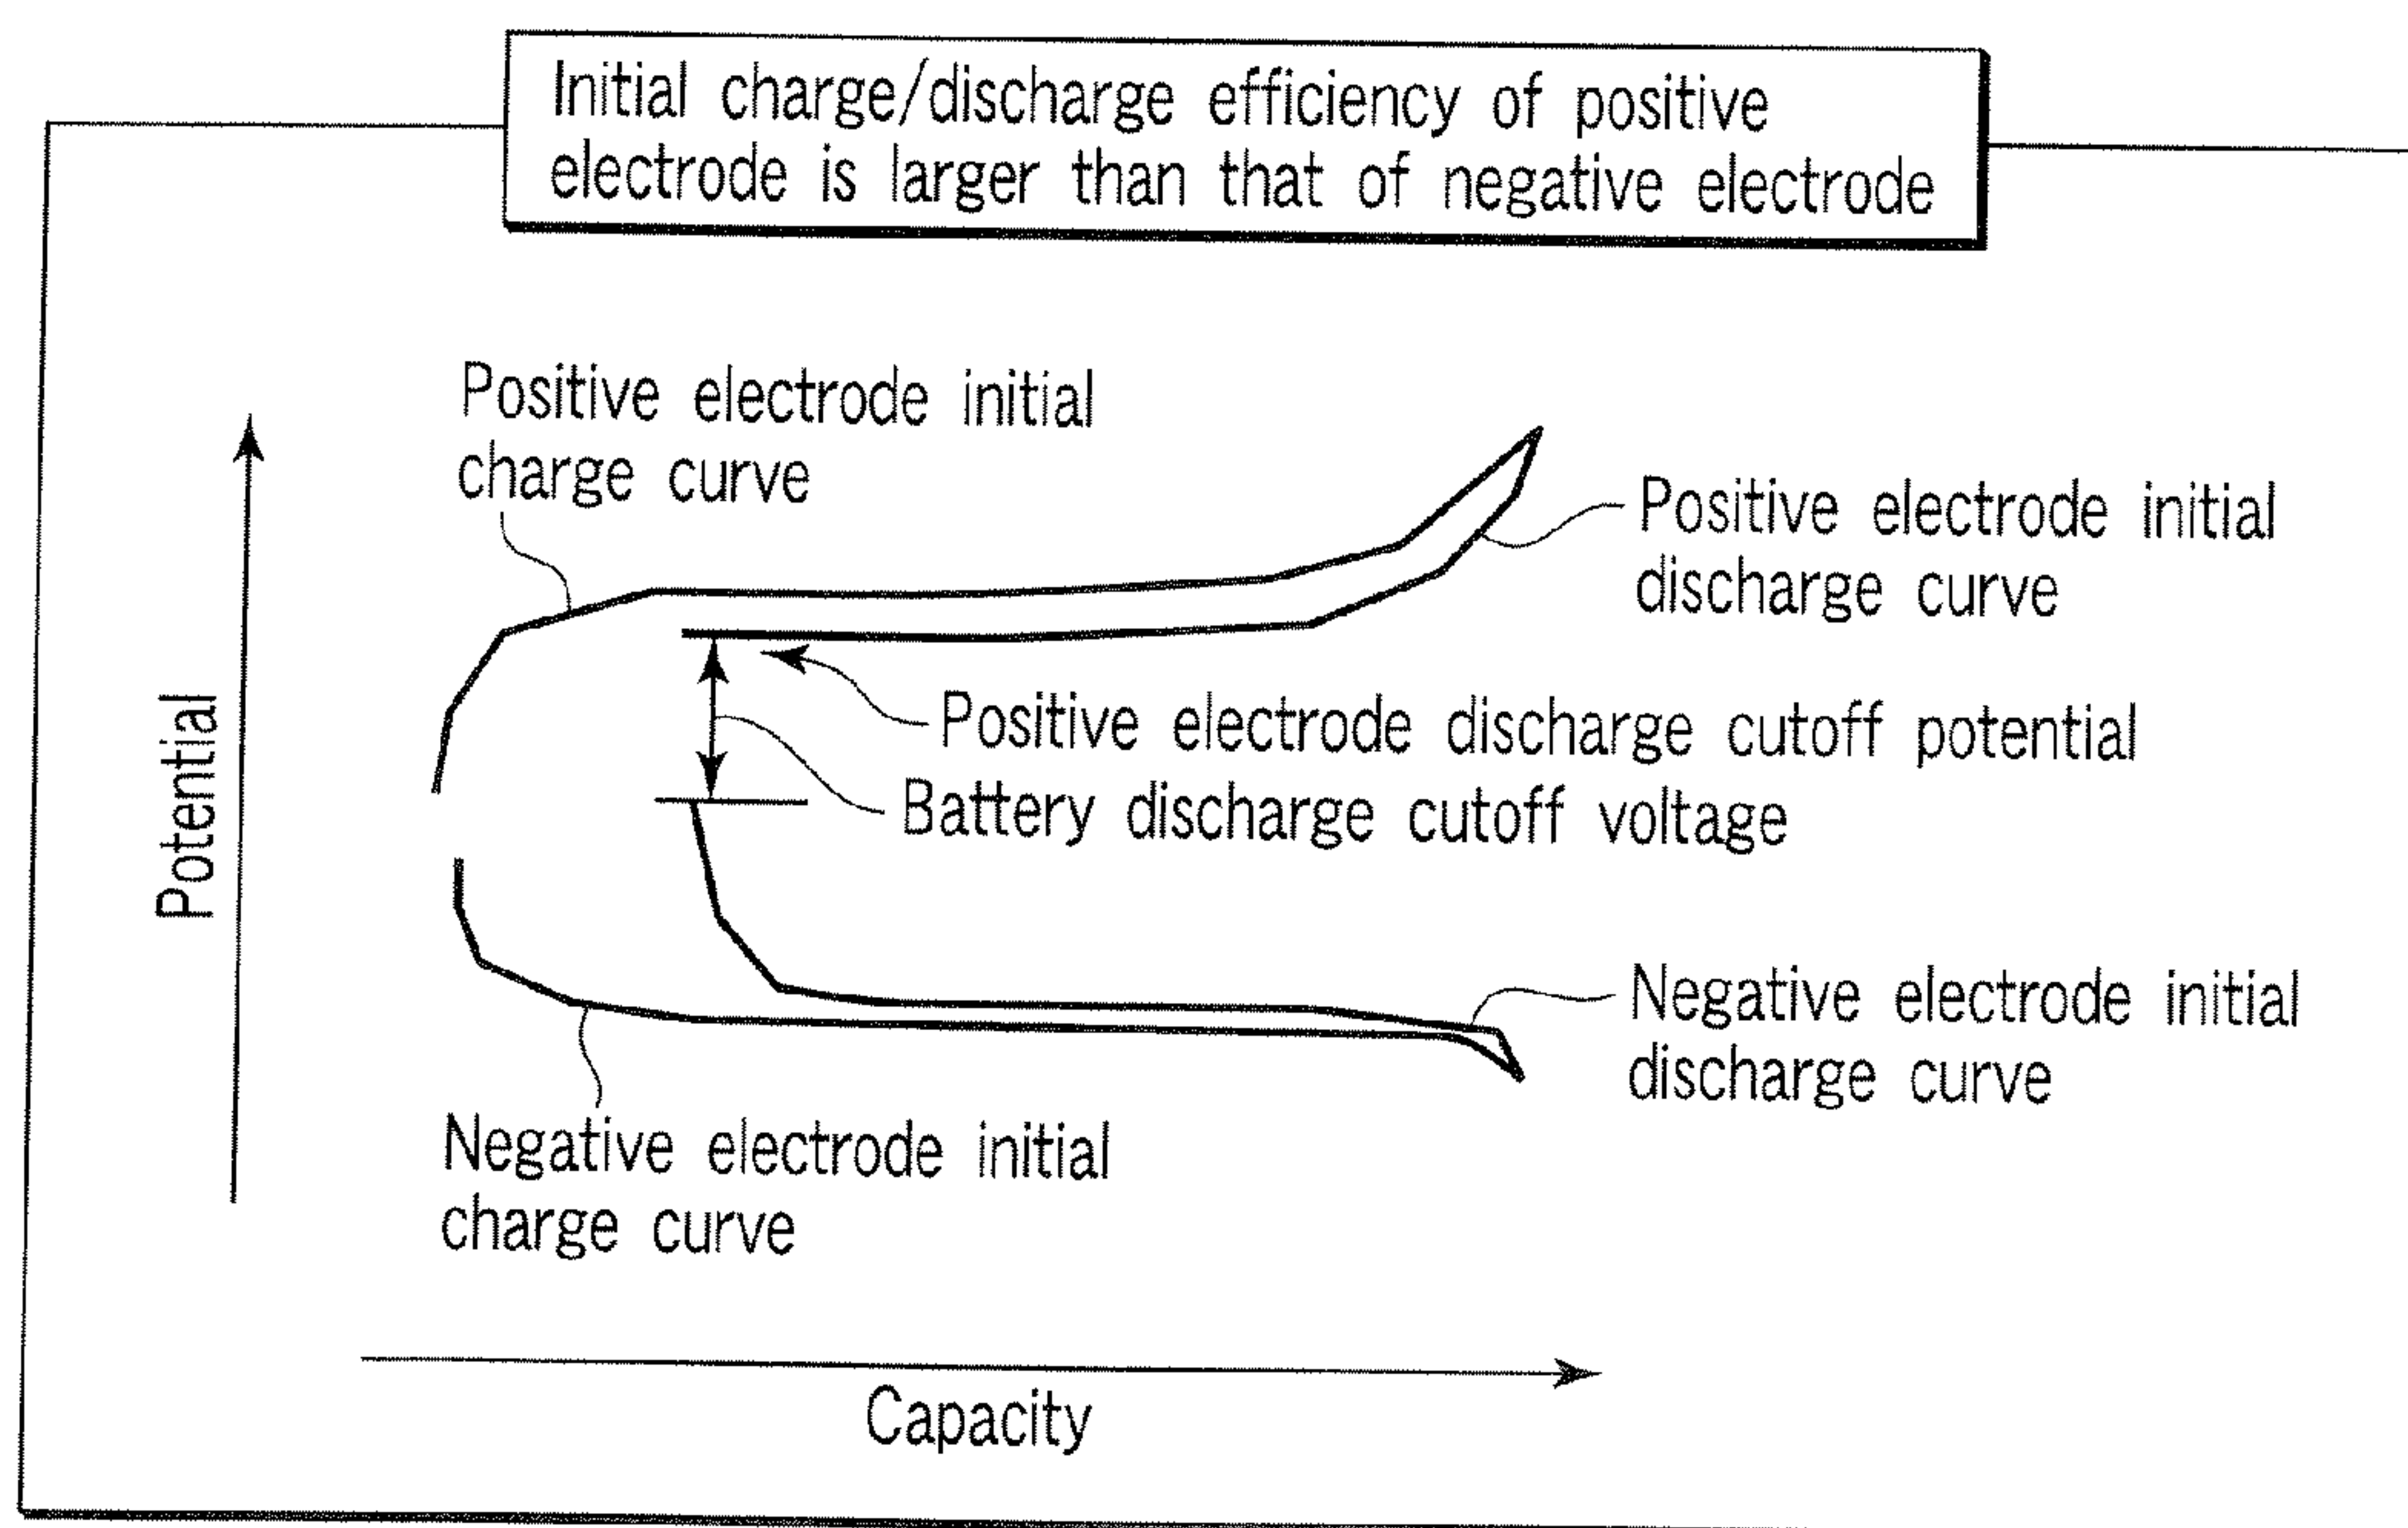 Initial charge/discharge efficiency of positive
electrode is larger than that of negative electrode
Positive electrode initial
charge curve
Positive electrode initial
discharge curve
Positive electrode discharge cutoff potential
Battery discharge cutoff voltage
Potential
Negative electrode initial
discharge curve
Negative electrode initial
charge curve
Capacity